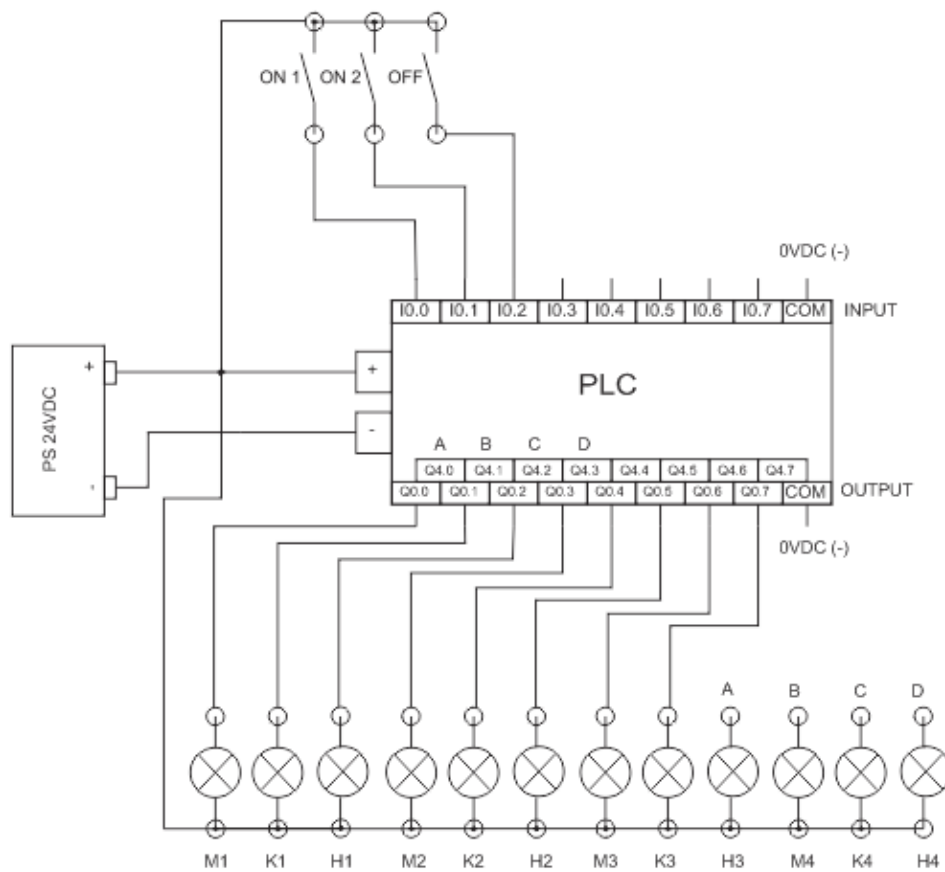 ON 1 ON 2 OFF
0VDC (-)
I0.0 I0.1 I0.2 I0.3 I0.4 I0.5 I0.6 I0.7 COM INPUT
PS 24VDC
+
-
+
-
PLC
A B C D
Q4.0 Q4.1 Q4.2 Q4.3 Q4.4 Q4.5 Q4.6 Q4.7
Q0.0 Q0.1 Q0.2 Q0.3 Q0.4 Q0.5 Q0.6 Q0.7 COM OUTPUT
0VDC (-)
A B C D
M1 K1 H1 M2 K2 H2 M3 K3 H3 M4 K4 H4